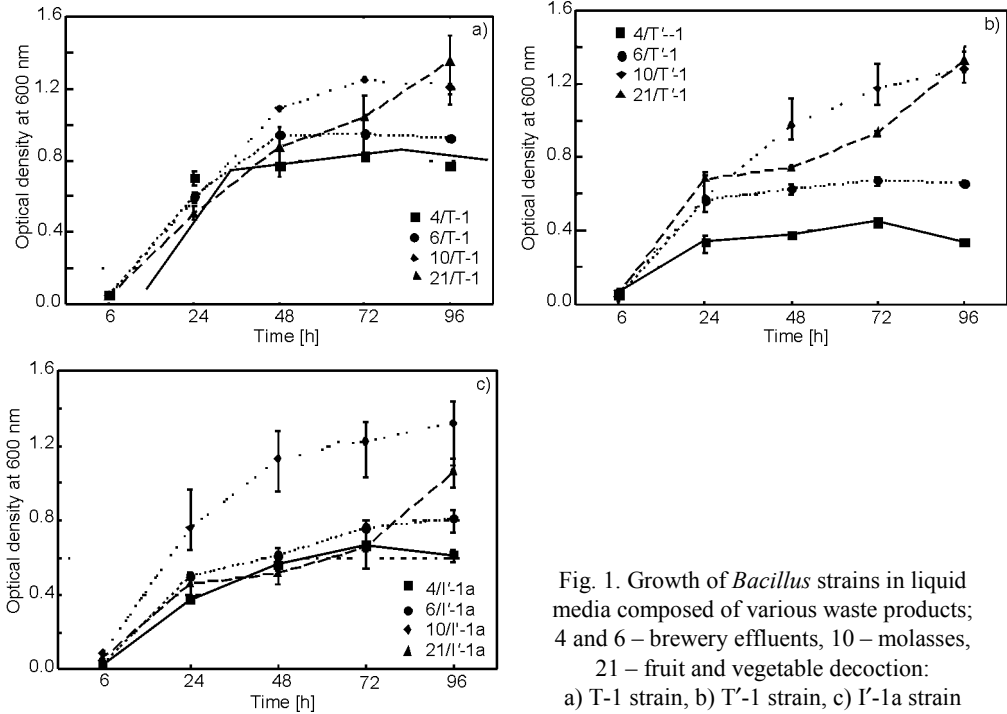 1.6
1.2
0.8
0.4
0.0
Optical density at 600 nm
a)
4/T-1
6/T-1
10/T-1
21/T-1
6 24 48 72 96
Time [h]
1.6
1.2
0.8
0.4
0.0
Optical density at 600 nm
b)
4/T'--1
6/T'-1
10/T'-1
21/T'-1
6 24 48 72 96
Time [h]
1.6
1.2
0.8
0.4
0.0
Optical density at 600 nm
c)
4/I'-1a
6/I'-1a
10/I'-1a
21/I'-1a
6 24 48 72 96
Time [h]
Fig. 1. Growth of Bacillus strains in liquid
media composed of various waste products;
4 and 6 – brewery effluents, 10 – molasses,
21 – fruit and vegetable decoction:
a) T-1 strain, b) T′-1 strain, c) I′-1a strain